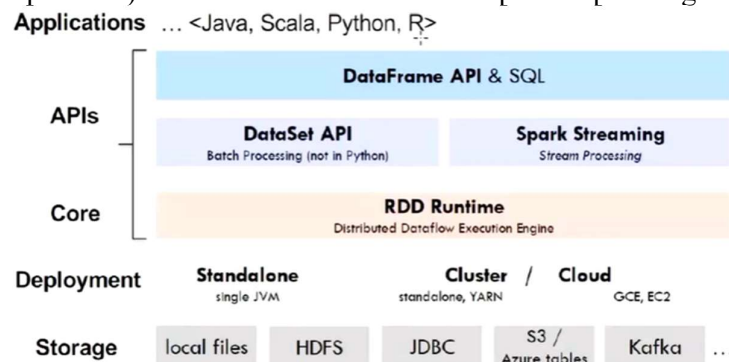 Applications ... <Java, Scala, Python, R>
DataFrame API & SQL
APIs
DataSet API
Batch Processing (not in Python)
Spark Streaming
Stream Processing
Core
RDD Runtime
Distributed Dataflow Execution Engine
Deployment
Standalone
single JVM
Cluster / Cloud
standalone, YARN
GCE, EC2
Storage
local files
HDFS
JDBC
S3 /
Azure tables
Kafka
...